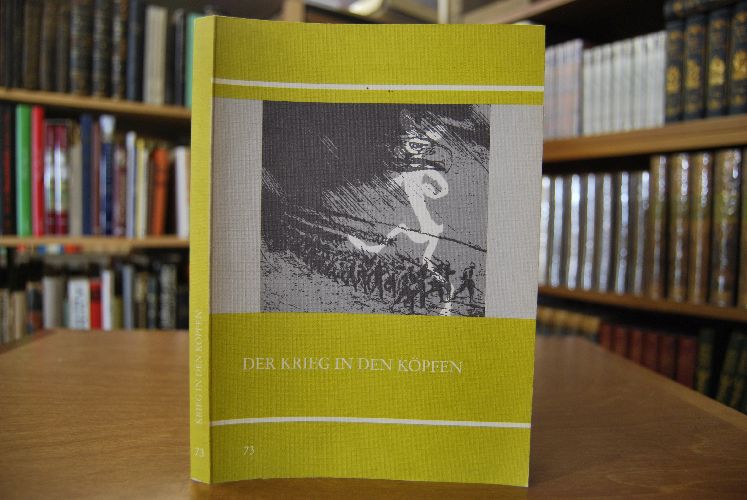 DER KRIEG IN DEN KÖPFEN
73
KRIEG IN DEN KÖPFEN
73